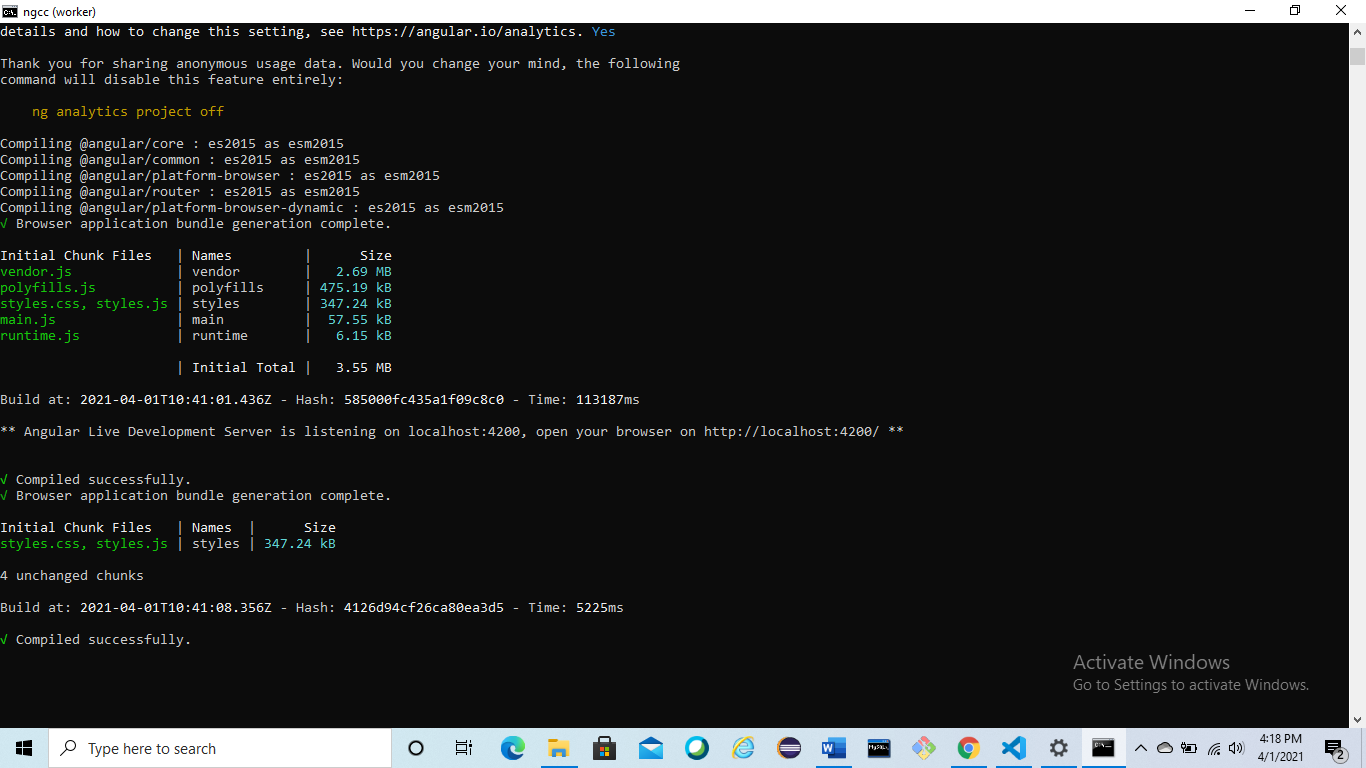 ngcc (worker)
details and how to change this setting, see https://angular.io/analytics. Yes
Thank you for sharing anonymous usage data. Would you change your mind, the following
command will disable this feature entirely:
ng analytics project off
Compiling @angular/core : es2015 as esm2015
Compiling @angular/common : es2015 as esm2015
Compiling @angular/platform-browser : es2015 as esm2015
Compiling @angular/router : es2015 as esm2015
Compiling @angular/platform-browser-dynamic : es2015 as esm2015
√ Browser application bundle generation complete.
Initial Chunk Files | Names | Size
vendor.js | vendor | 2.69 MB
polyfills.js | polyfills | 475.19 kB
styles.css, styles.js | styles | 347.24 kB
main.js | main | 57.55 kB
runtime.js | runtime | 6.15 kB
| Initial Total | 3.55 MB
Build at: 2021-04-01T10:41:01.436Z - Hash: 585000fc435a1f09c8c0 - Time: 113187ms
** Angular Live Development Server is listening on localhost:4200, open your browser on http://localhost:4200/ **
√ Compiled successfully.
√ Browser application bundle generation complete.
Initial Chunk Files | Names | Size
styles.css, styles.js | styles | 347.24 kB
4 unchanged chunks
Build at: 2021-04-01T10:41:08.356Z - Hash: 4126d94cf26ca80ea3d5 - Time: 5225ms
√ Compiled successfully.
Activate Windows
Go to Settings to activate Windows.
Type here to search
4:18 PM
4/1/2021
2